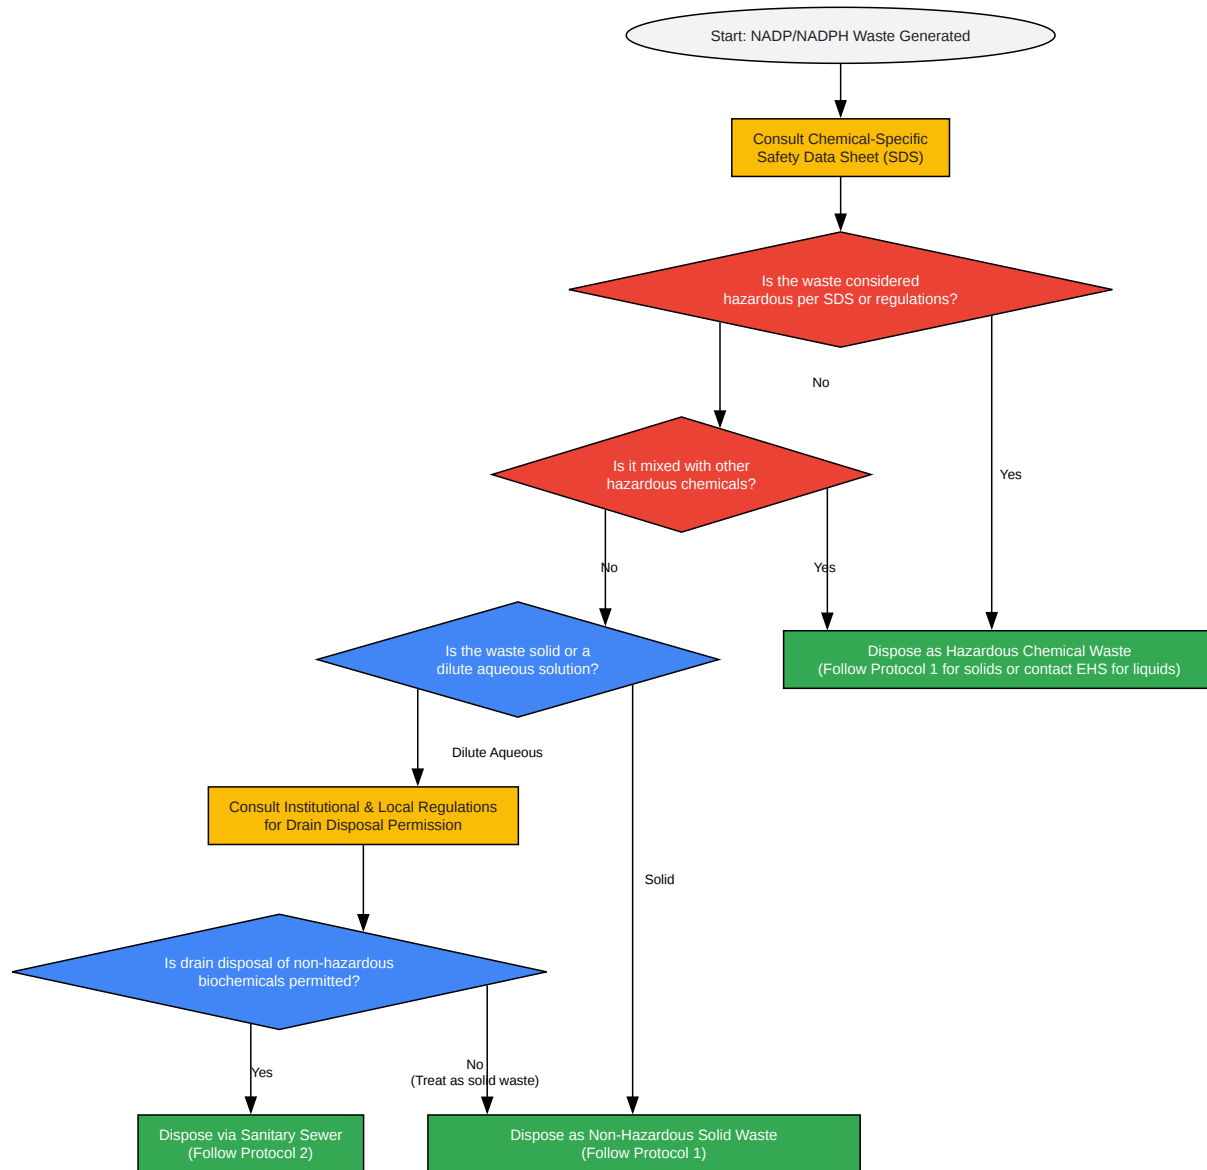 Start: NADP/NADPH Waste Generated
Consult Chemical-Specific
Safety Data Sheet (SDS)
Is the waste considered
hazardous per SDS or regulations?
No
Yes
Is it mixed with other
hazardous chemicals?
No
Yes
Is the waste solid or a
dilute aqueous solution?
Dispose as Hazardous Chemical Waste
(Follow Protocol 1 for solids or contact EHS for liquids)
Dilute Aqueous
Solid
Consult Institutional & Local Regulations
for Drain Disposal Permission
Is drain disposal of non-hazardous
biochemicals permitted?
Yes
No
(Treat as solid waste)
Dispose via Sanitary Sewer
(Follow Protocol 2)
Dispose as Non-Hazardous Solid Waste
(Follow Protocol 1)